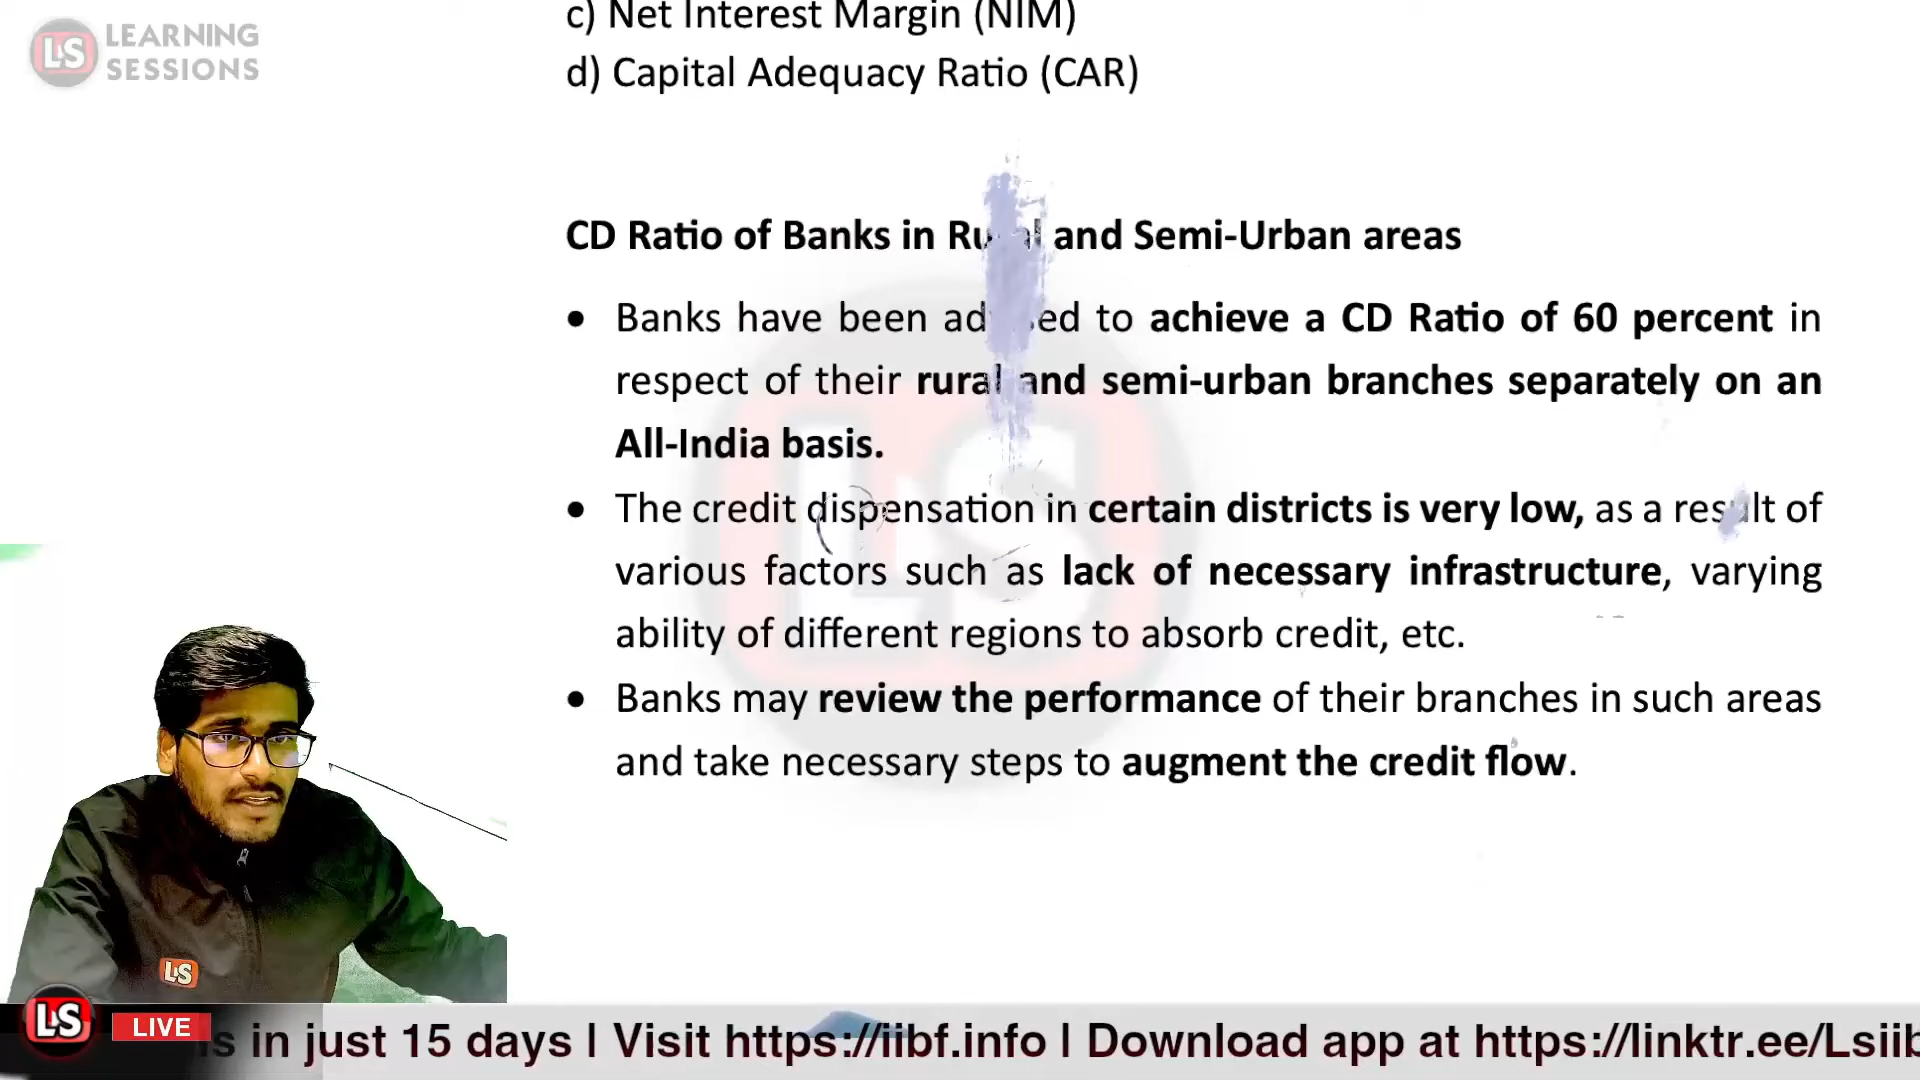 LS LEARNING
SESSIONS
c) Net Interest Margin (NIM)
d) Capital Adequacy Ratio (CAR)
CD Ratio of Banks in Rural and Semi-Urban areas
• Banks have been advised to achieve a CD Ratio of 60 percent in
respect of their rural and semi-urban branches separately on an
All-India basis.
• The credit dispensation in certain districts is very low, as a result of
various factors such as lack of necessary infrastructure, varying
ability of different regions to absorb credit, etc.
• Banks may review the performance of their branches in such areas
and take necessary steps to augment the credit flow.
LS
LS
LS LIVE in just 15 days I Visit https://iibf.info I Download app at https://linktr.ee/Lsiib